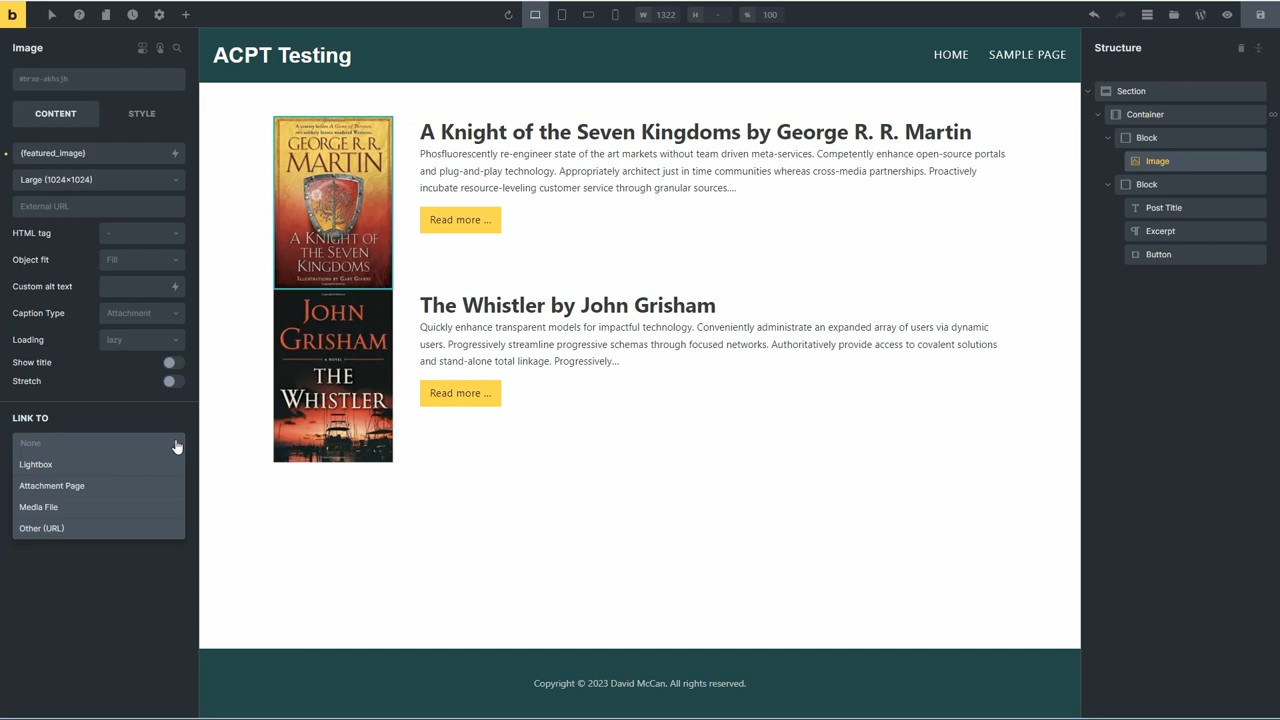 b
W 1322 H - % 100
Image
#brxe-akhsjh
CONTENT STYLE
{featured_image}
Large (1024×1024)
External URL
HTML tag -
Object fit Fill
Custom alt text
Caption Type Attachment
Loading lazy
Show title
Stretch
LINK TO
None
Lightbox
Attachment Page
Media File
Other (URL)
ACPT Testing
HOME SAMPLE PAGE
GEORGE R.R.
MARTIN
A KNIGHT OF
THE SEVEN
KINGDOMS
ILLUSTRATIONS BY GARY GIANNI
A Knight of the Seven Kingdoms by George R. R. Martin
Phosfluorescently re-engineer state of the art markets without team driven meta-services. Competently enhance open-source portals
and plug-and-play technology. Appropriately architect just in time communities whereas cross-media partnerships. Proactively
incubate resource-leveling customer service through granular sources....
Read more ...
JOHN
GRISHAM
A NOVEL
THE
WHISTLER
The Whistler by John Grisham
Quickly enhance transparent models for impactful technology. Conveniently administrate an expanded array of users via dynamic
users. Progressively streamline progressive schemas through focused networks. Authoritatively provide access to covalent solutions
and stand-alone total linkage. Progressively...
Read more ...
Copyright © 2023 David McCan. All rights reserved.
Structure
Section
Container
Block
Image
Block
Post Title
Excerpt
Button